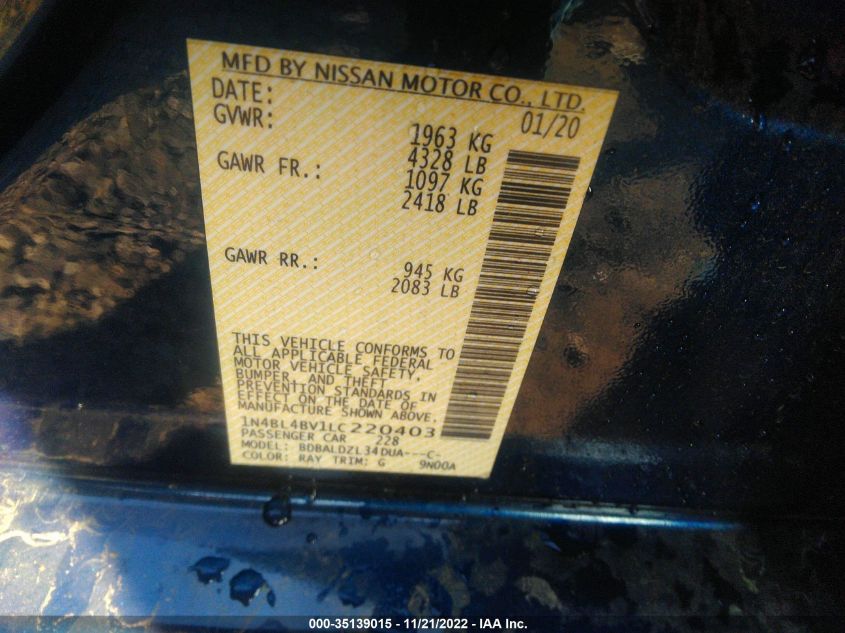 MFD BY NISSAN MOTOR CO., LTD.
DATE: 01/20
GVWR: 1963 KG
4328 LB
GAWR FR.: 1097 KG
2418 LB
GAWR RR.: 945 KG
2083 LB
THIS VEHICLE CONFORMS TO
ALL APPLICABLE FEDERAL
MOTOR VEHICLE SAFETY,
BUMPER, AND THEFT
PREVENTION STANDARDS IN
EFFECT ON THE DATE OF
MANUFACTURE SHOWN ABOVE.
1N4BL4BV1LC220403
PASSENGER CAR 228
MODEL: BDBALDZL34DUA---C-
COLOR: RAY TRIM: G 9N00A
000-35139015 - 11/21/2022 - IAA Inc.